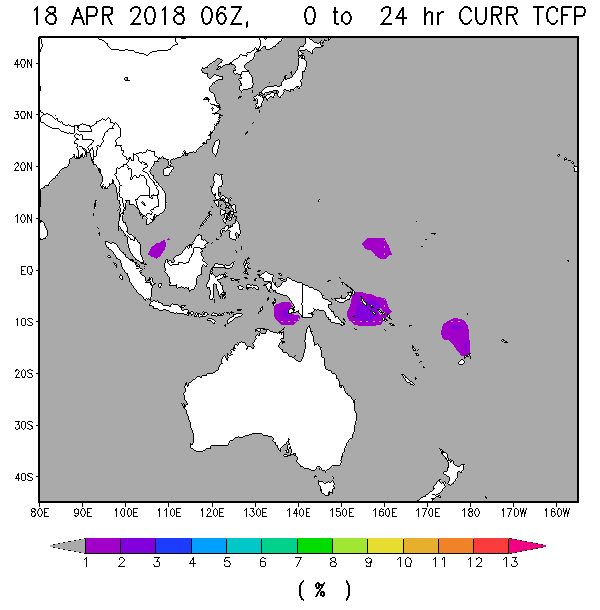 18 APR 2018 06Z, 0 to 24 hr CURR TCFP
40N
30N
20N
10N
EQ
10S
20S
30S
40S
80E 90E 100E 110E 120E 130E 140E 150E 160E 170E 180 170W 160W
1 2 3 4 5 6 7 8 9 10 11 12 13
( % )